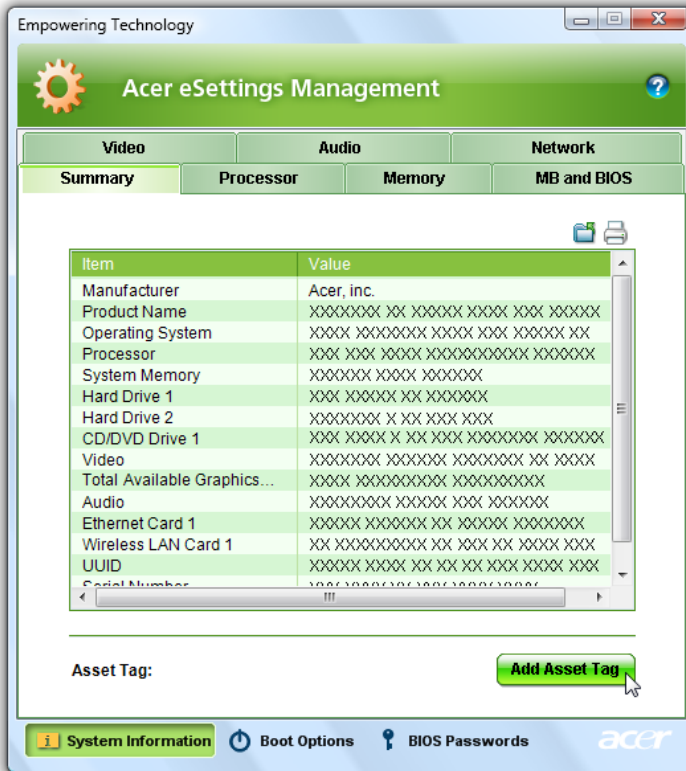 Empowering Technology
Acer eSettings Management
Video Audio Network
Summary Processor Memory MB and BIOS
Item Value
Manufacturer Acer, inc.
Product Name XXXXXXX XX XXXXX XXXX XXX XXXXX
Operating System XXXX XXXXXXX XXXX XXX XXXXX XX
Processor XXX XXX XXXX XXXXXXXXXX XXXXXX
System Memory XXXXXX XXXX XXXXXX
Hard Drive 1 XXX XXXXX XX XXXXXX
Hard Drive 2 XXXXXXX X XX XXX XXX
CD/DVD Drive 1 XXX XXXX X XX XXX XXXXXXX XXXXXX
Video XXXXXXXX XXXXXX XXXXXXX XX XXXX
Total Available Graphics... XXXX XXXXXXXXXX XXXXXXXXX
Audio XXXXXXXX XXXXX XXX XXXXXX
Ethernet Card 1 XXXXX XXXXXX XX XXXXX XXXXXXX
Wireless LAN Card 1 XX XXXXXXXXX XX XXX XX XXXX XXX
UUID XXXXX XXXX XX XX XX XXX XXXX XXX
Serial Number
Asset Tag: Add Asset Tag
System Information Boot Options BIOS Passwords acer